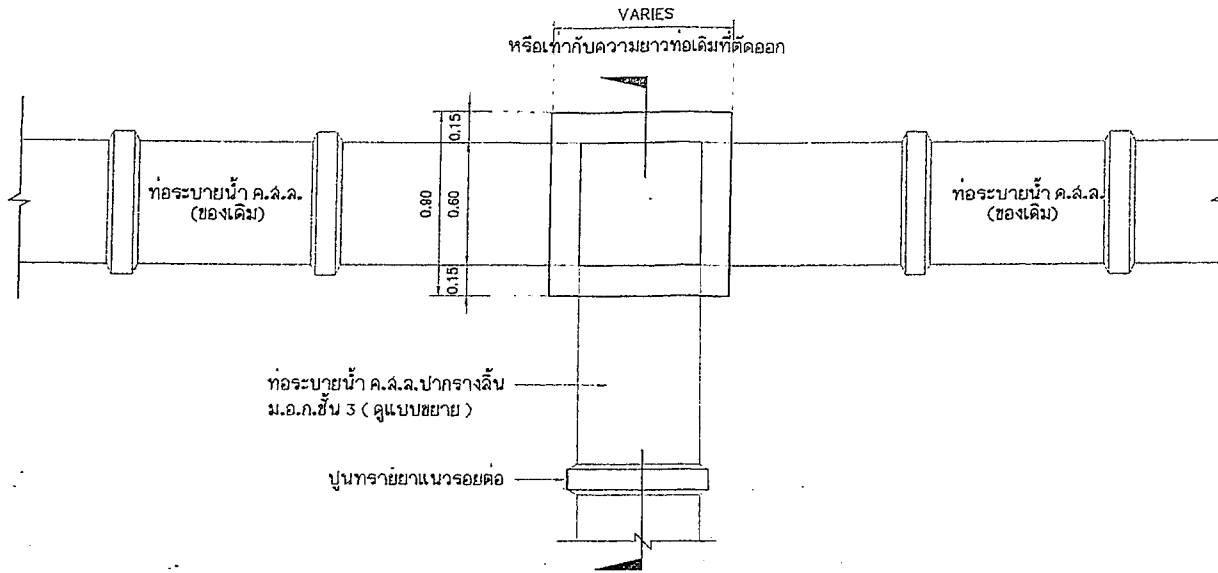 VARIES
หรือเท่ากับความยาวท่อเดิมที่ตัดออก
0.15
0.90
0.60
0.15
ท่อระบายน้ำ ค.ส.ล.
(ของเดิม)
ท่อระบายน้ำ ค.ส.ล.
(ของเดิม)
ท่อระบายน้ำ ค.ส.ล.ปากรางลิ้น
ม.อ.ก.ชั้น 3 ( ดูแบบขยาย )
ปูนทรายยาแนวรอยต่อ